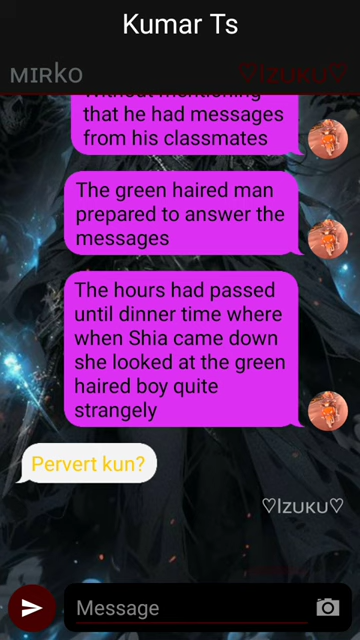 Kumar Ts
MIRKO
♡IZUKU♡
Without mentioning
that he had messages
from his classmates
The green haired man
prepared to answer the
messages
The hours had passed
until dinner time where
when Shia came down
she looked at the green
haired boy quite
strangely
Pervert kun?
♡IZUKU♡
Message